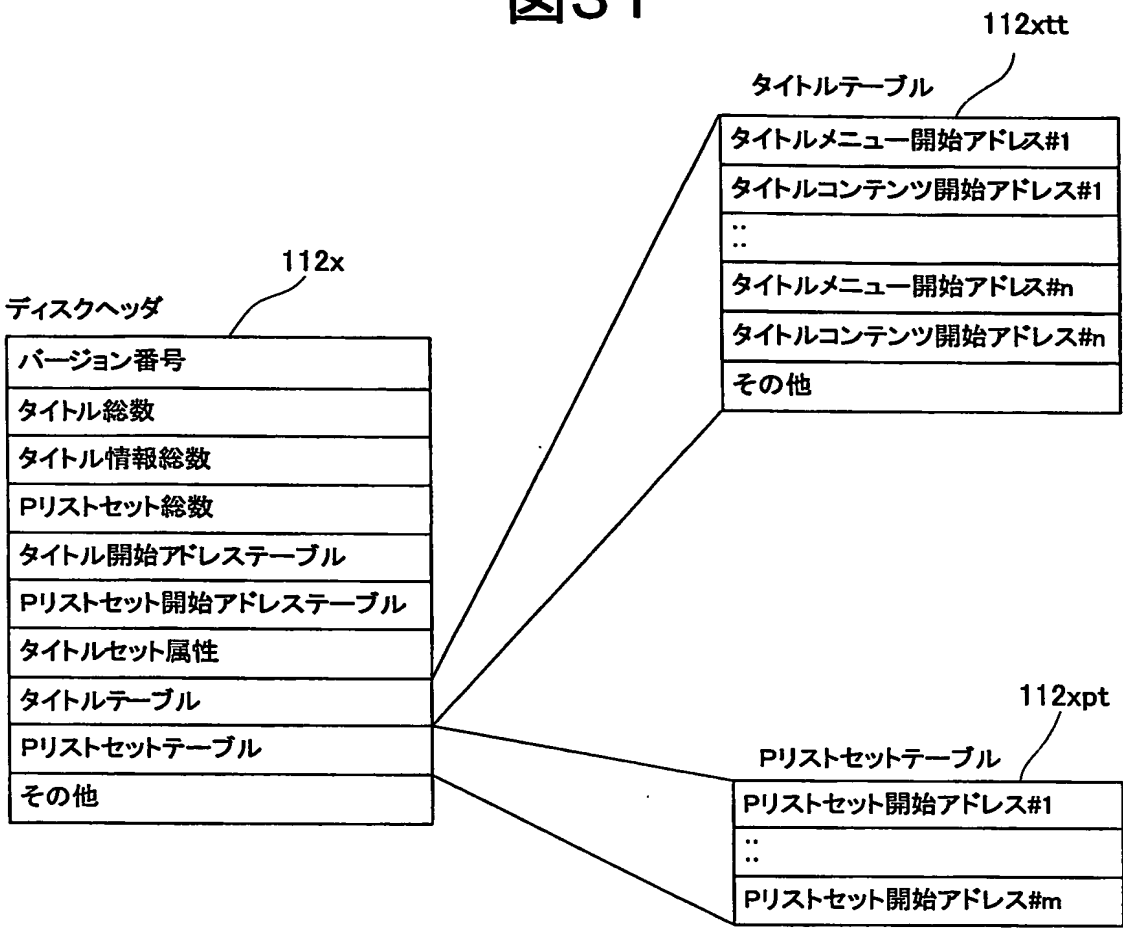 図31
112xtt
タイトルテーブル
タイトルメニュー開始アドレス#1
タイトルコンテンツ開始アドレス#1
::
タイトルメニュー開始アドレス#n
タイトルコンテンツ開始アドレス#n
その他
112x
ディスクヘッダ
バージョン番号
タイトル総数
タイトル情報総数
Pリストセット総数
タイトル開始アドレステーブル
Pリストセット開始アドレステーブル
タイトルセット属性
タイトルテーブル
Pリストセットテーブル
その他
112xpt
Pリストセットテーブル
Pリストセット開始アドレス#1
::
Pリストセット開始アドレス#m